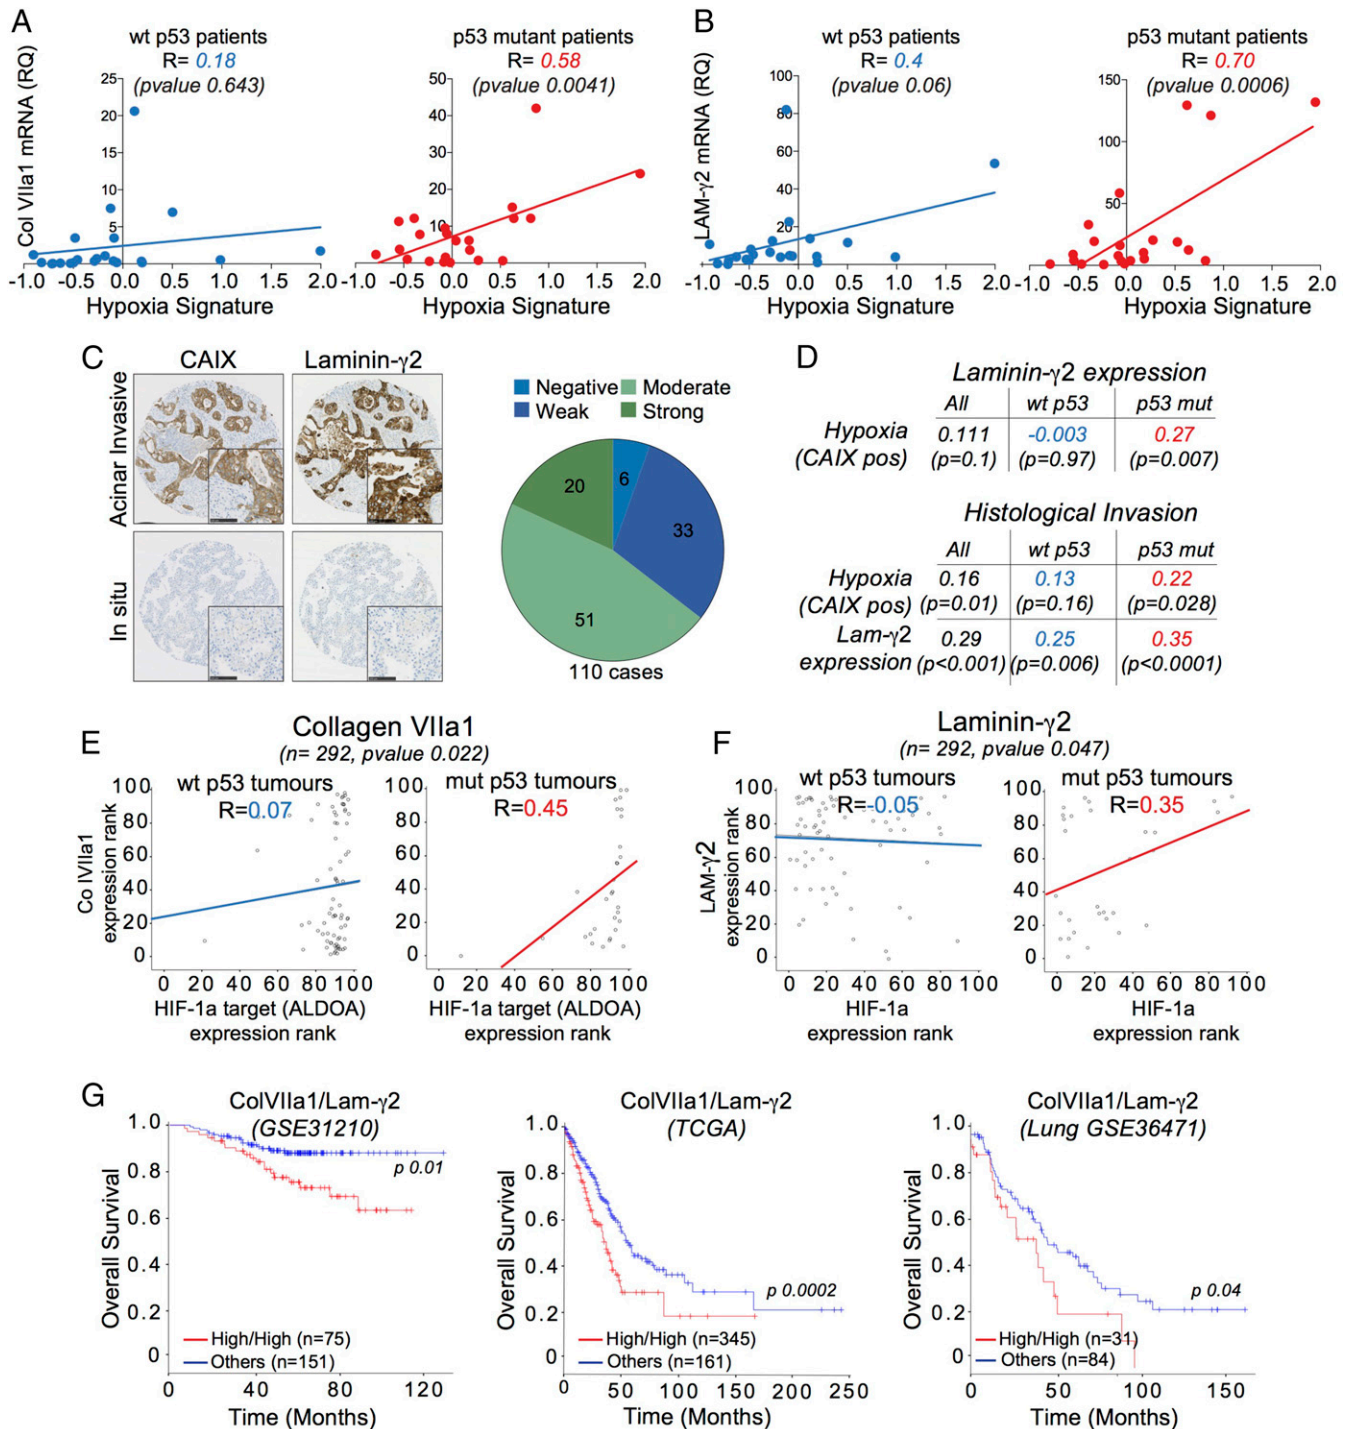 A
wt p53 patients
R= 0.18
(pvalue 0.643)
Col VIIa1 mRNA (RQ)
25
20
15
10
5
-1.0 -0.5 0.0 0.5 1.0 1.5 2.0
Hypoxia Signature
p53 mutant patients
R= 0.58
(pvalue 0.0041)
50
40
30
20
10
-1.0 -0.5 0.0 0.5 1.0 1.5 2.0
Hypoxia Signature
B
wt p53 patients
R= 0.4
(pvalue 0.06)
LAM-γ2 mRNA (RQ)
100
80
60
40
20
-1.0 -0.5 0.0 0.5 1.0 1.5 2.0
Hypoxia Signature
p53 mutant patients
R= 0.70
(pvalue 0.0006)
150
100
50
-1.0 -0.5 0.0 0.5 1.0 1.5 2.0
Hypoxia Signature
C
CAIX Laminin-γ2
Acinar Invasive
In situ
Negative Moderate
Weak Strong
6
33
51
20
110 cases
D
Laminin-γ2 expression
All wt p53 p53 mut
Hypoxia 0.111 -0.003 0.27
(CAIX pos) (p=0.1) (p=0.97) (p=0.007)
Histological Invasion
All wt p53 p53 mut
Hypoxia 0.16 0.13 0.22
(CAIX pos) (p=0.01) (p=0.16) (p=0.028)
Lam-γ2 0.29 0.25 0.35
expression (p<0.001) (p=0.006) (p<0.0001)
E
Collagen VIIa1
(n= 292, pvalue 0.022)
wt p53 tumours
R=0.07
Co lVIIa1
expression rank
100
80
60
40
20
0
0 20 40 60 80 100
HIF-1a target (ALDOA)
expression rank
mut p53 tumours
R=0.45
100
80
60
40
20
0
0 20 40 60 80 100
HIF-1a target (ALDOA)
expression rank
F
Laminin-γ2
(n= 292, pvalue 0.047)
wt p53 tumours
R=-0.05
LAM-γ2
expression rank
100
80
60
40
20
0
0 20 40 60 80 100
HIF-1a
expression rank
mut p53 tumours
R=0.35
100
80
60
40
20
0
0 20 40 60 80 100
HIF-1a
expression rank
G
ColVIIa1/Lam-γ2
(GSE31210)
Overall Survival
1.0
0.8
0.6
0.4
0.2
0
p 0.01
High/High (n=75)
Others (n=151)
0 40 80 120
Time (Months)
ColVIIa1/Lam-γ2
(TCGA)
Overall Survival
1.0
0.8
0.6
0.4
0.2
0
p 0.0002
High/High (n=345)
Others (n=161)
0 50 100 150 200 250
Time (Months)
ColVIIa1/Lam-γ2
(Lung GSE36471)
Overall Survival
1.0
0.8
0.6
0.4
0.2
0
p 0.04
High/High (n=31)
Others (n=84)
0 50 100 150
Time (Months)